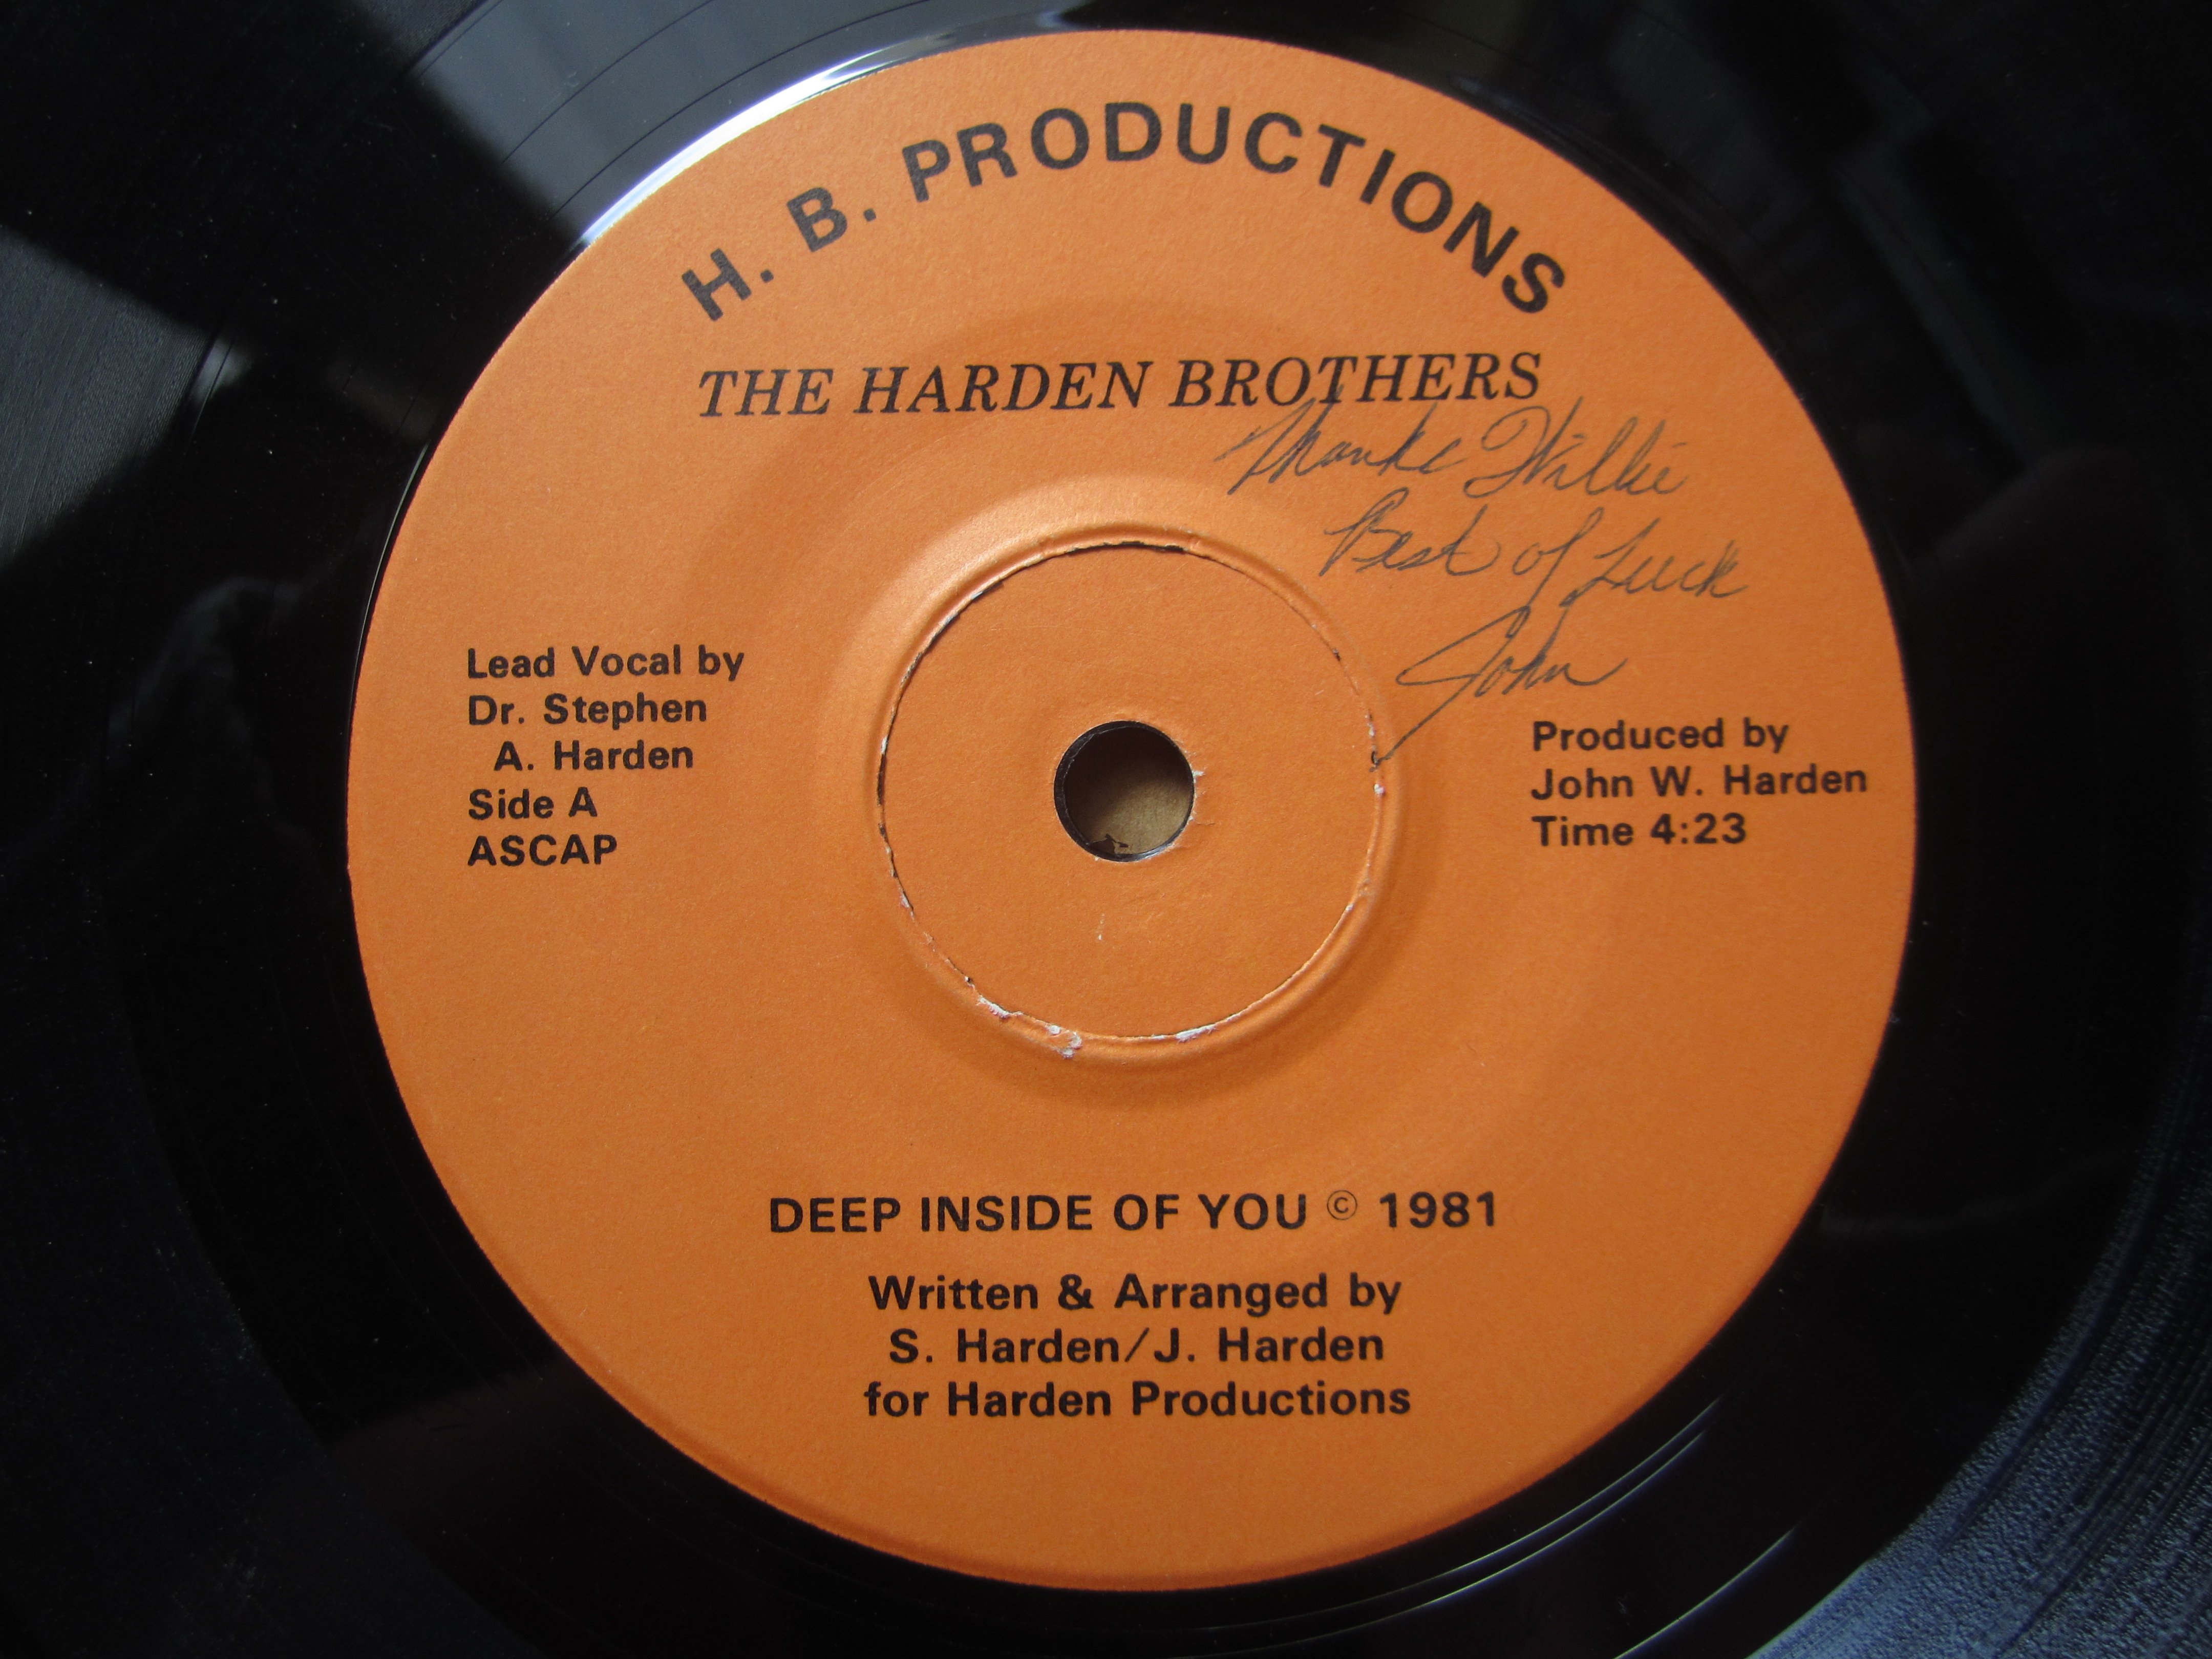 H. B. PRODUCTIONS
THE HARDEN BROTHERS
Thanks Willie
Best of Luck
John
Lead Vocal by
Dr. Stephen
A. Harden
Side A
ASCAP
Produced by
John W. Harden
Time 4:23
DEEP INSIDE OF YOU © 1981
Written & Arranged by
S. Harden/J. Harden
for Harden Productions